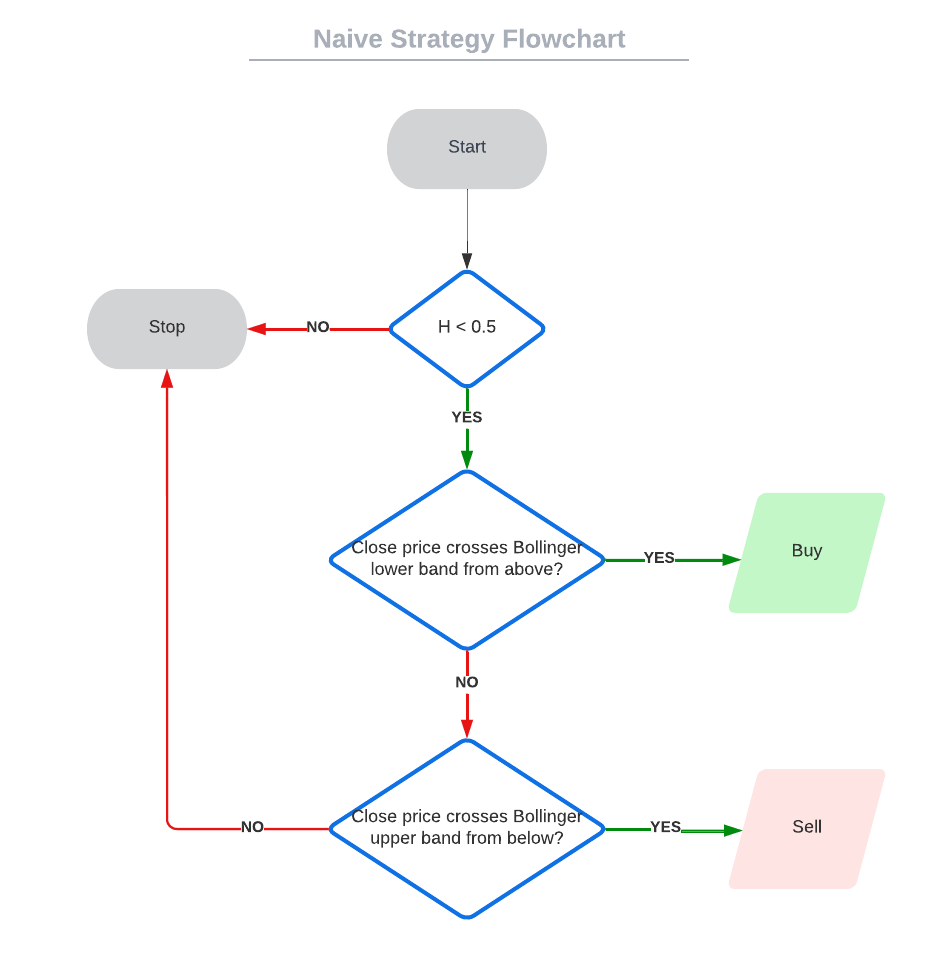 Naive Strategy Flowchart
Start
Stop
NO
H < 0.5
YES
Close price crosses Bollinger
lower band from above?
YES
Buy
NO
Close price crosses Bollinger
upper band from below?
NO
YES
Sell